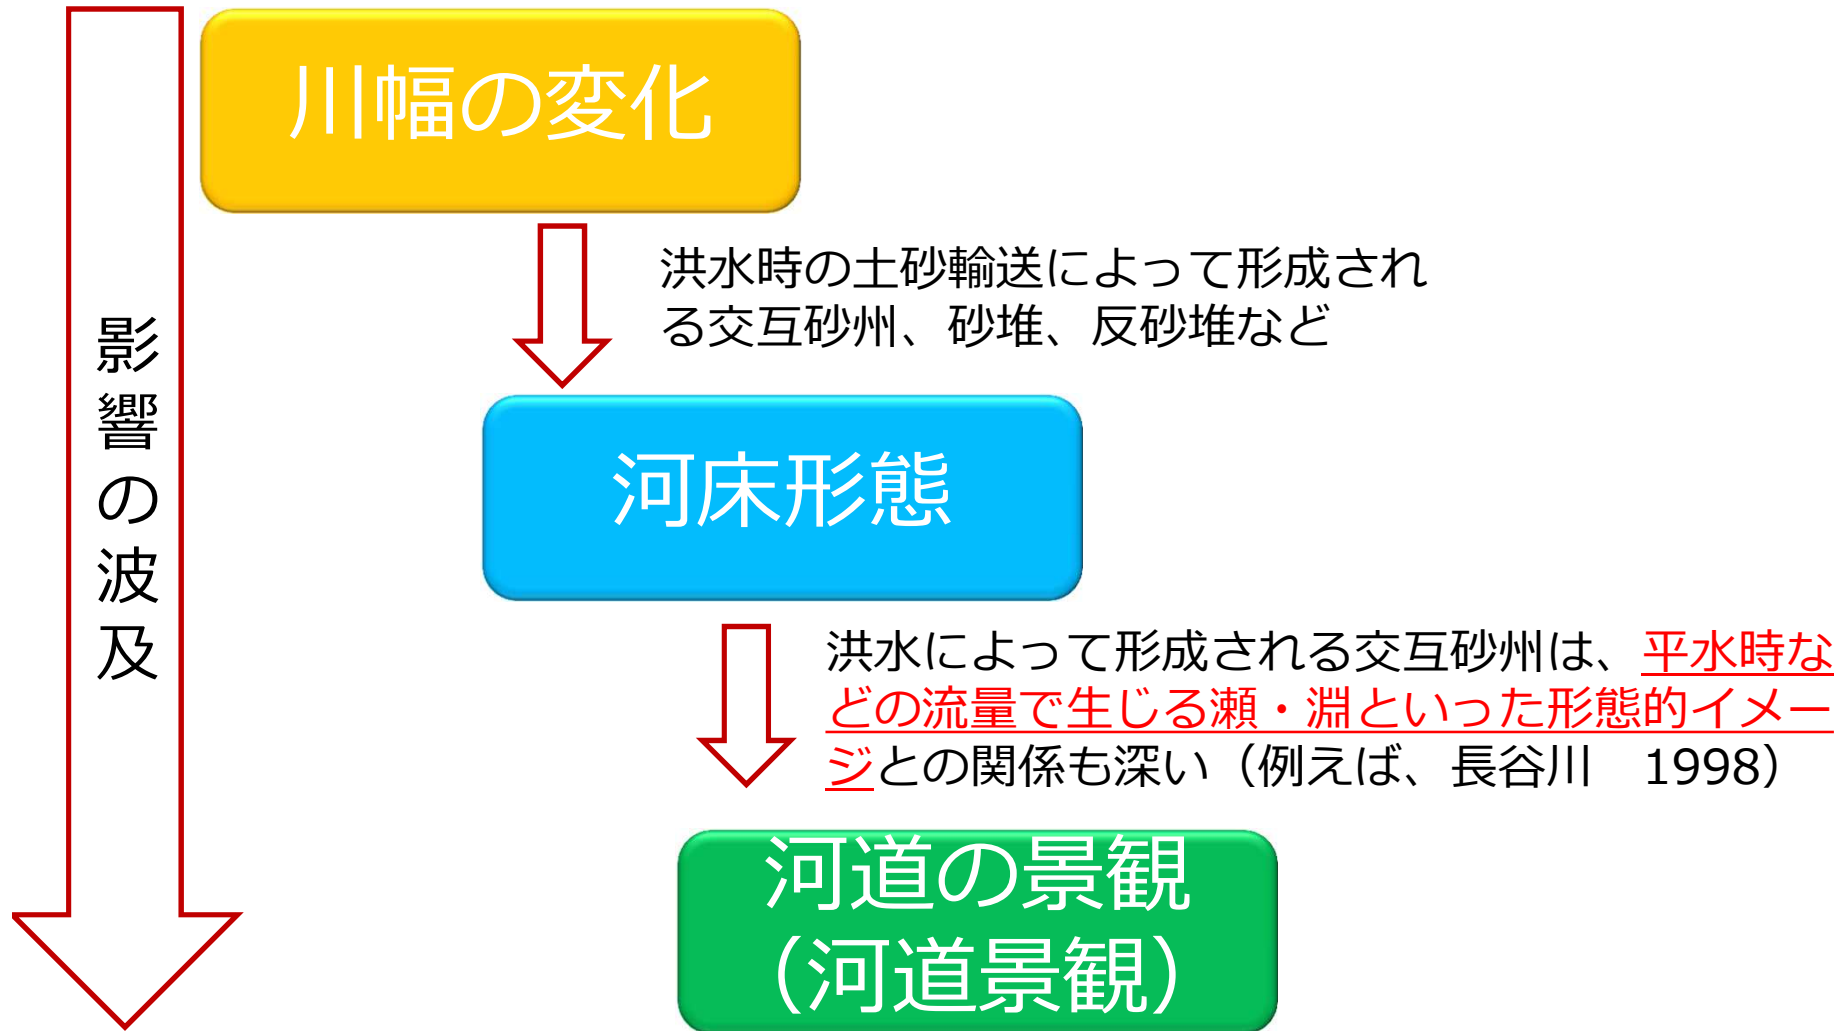 川幅の変化
洪水時の土砂輸送によって形成され
る交互砂州、砂堆、反砂堆など
影響の波及
河床形態
洪水によって形成される交互砂州は、平水時な
どの流量で生じる瀬・淵といった形態的イメー
ジとの関係も深い（例えば、長谷川　1998）
河道の景観
（河道景観）